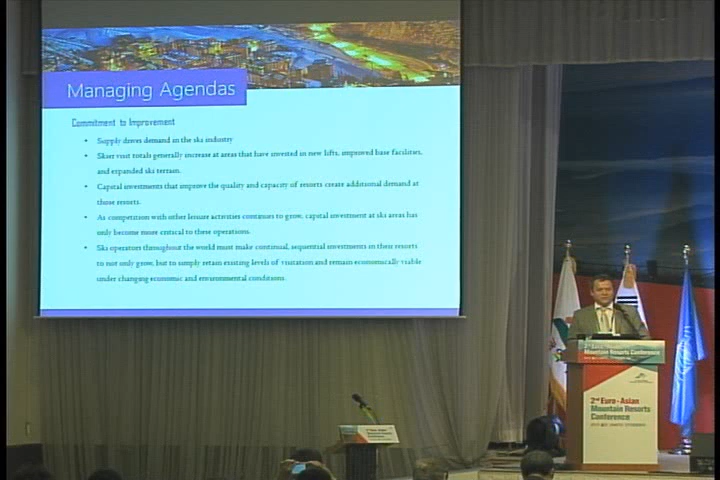 Managing Agendas
Commitment to Improvement
• Supply drives demand in the ski industry
• Skier visit totals generally increase at areas that have invested in new lifts, improved base facilities,
and expanded ski terrain.
• Capital investments that improve the quality and capacity of resorts create additional demand at
those resorts.
• As competition with other leisure activities continues to grow, capital investment at ski areas has
only become more critical to these operations.
• Ski operators throughout the world must make continual, sequential investments in their resorts
to not only grow, but to simply retain existing levels of visitation and remain economically viable
under changing economic and environmental conditions.
Mountain Resorts Conference
2nd Euro - Asian
Mountain Resorts
Conference